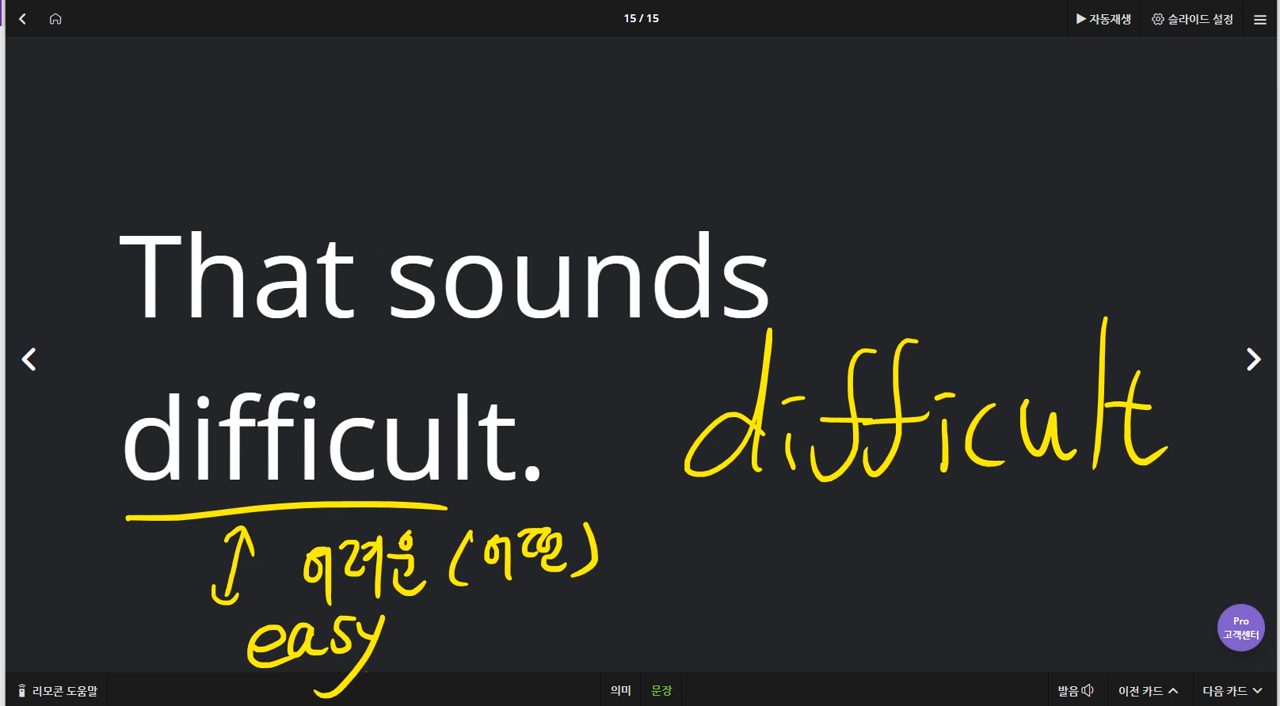 15 / 15
자동재생
슬라이드 설정
That sounds
difficult.
difficult
어려운 (어떤)
easy
Pro
고객센터
리모콘 도움말
의미
문장
발음
이전 카드
다음 카드